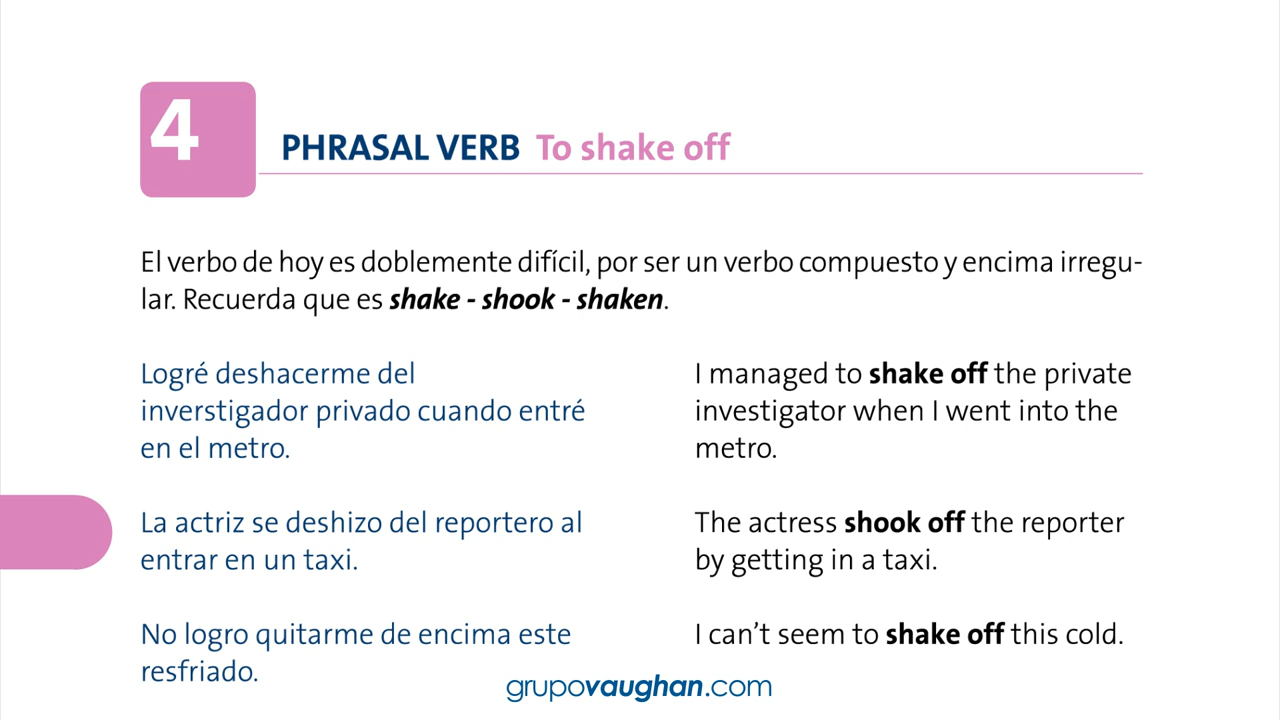 4
PHRASAL VERB To shake off
El verbo de hoy es doblemente difícil, por ser un verbo compuesto y encima irregu-
lar. Recuerda que es shake - shook - shaken.
Logré deshacerme del
inverstigador privado cuando entré
en el metro.
I managed to shake off the private
investigator when I went into the
metro.
La actriz se deshizo del reportero al
entrar en un taxi.
The actress shook off the reporter
by getting in a taxi.
No logro quitarme de encima este
resfriado.
I can’t seem to shake off this cold.
grupovaughan.com